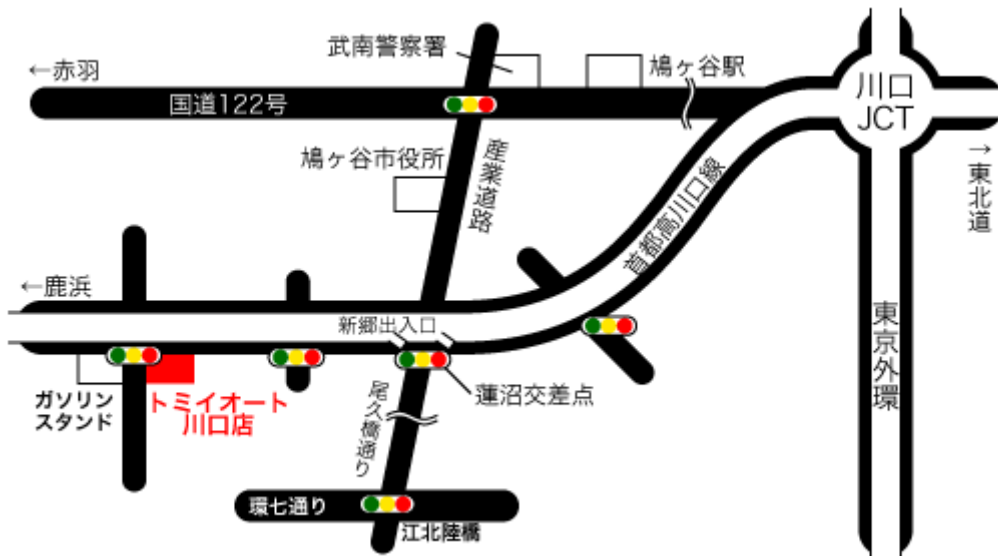 武南警察署
←赤羽
鳩ヶ谷駅
川口
JCT
国道122号
→東北道
鳩ヶ谷市役所
産業道路
首都高川口線
←鹿浜
新郷出入口
東京外環
ガソリン
スタンド
トミイオート
川口店
蓮沼交差点
尾久橋通り
環七通り
江北陸橋